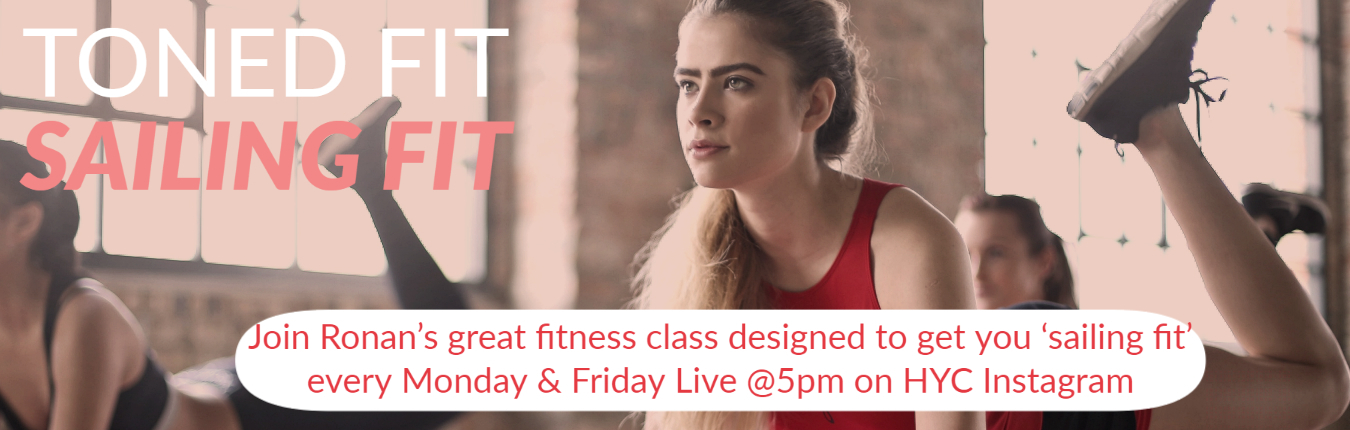 TONED FIT
SAILING FIT
Join Ronan’s great fitness class designed to get you ‘sailing fit’
every Monday & Friday Live @5pm on HYC Instagram